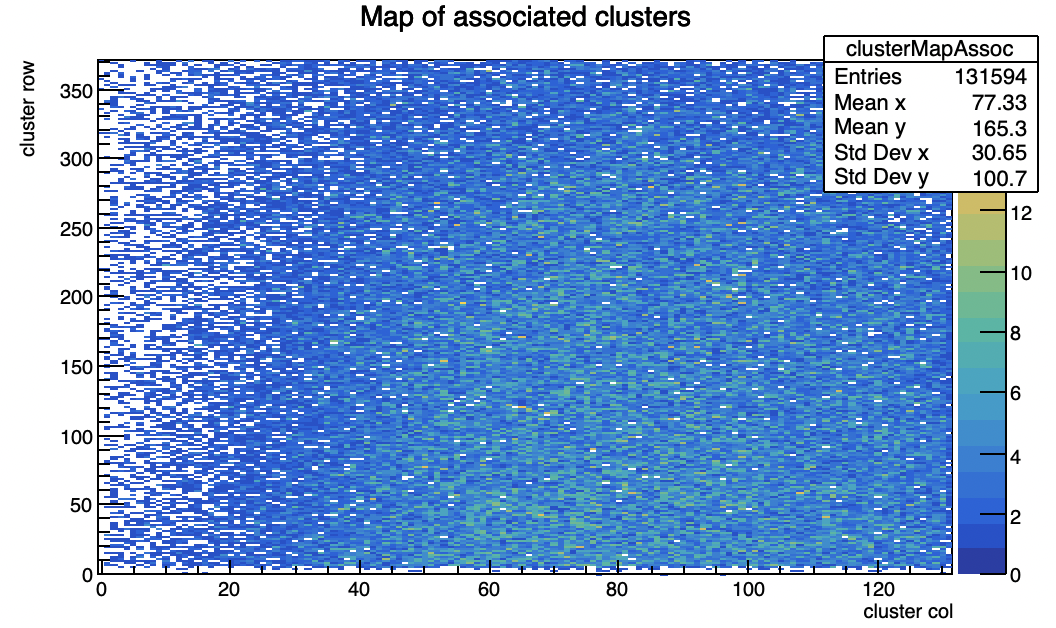 Map of associated clusters
clusterMapAssoc
Entries 131594
Mean x 77.33
Mean y 165.3
Std Dev x 30.65
Std Dev y 100.7
cluster row
350
300
250
200
150
100
50
0
0 20 40 60 80 100 120
cluster col
12
10
8
6
4
2
0